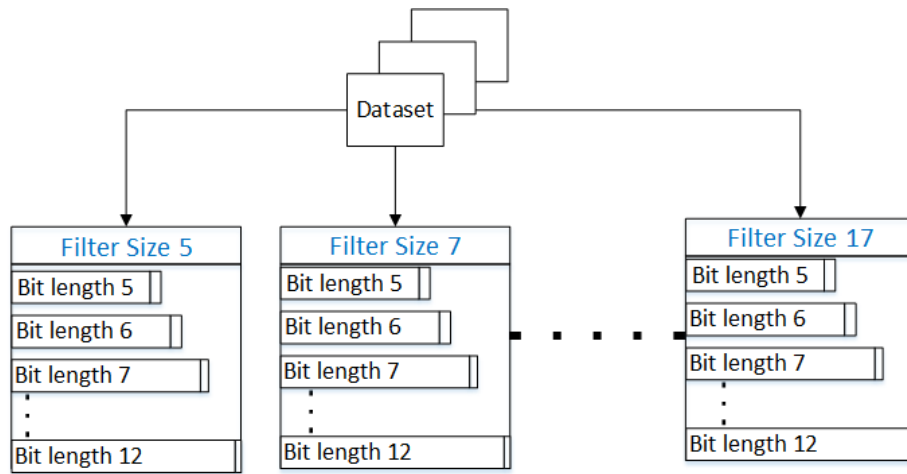 Dataset
Filter Size 5
Bit length 5
Bit length 6
Bit length 7
Bit length 12
Filter Size 7
Bit length 5
Bit length 6
Bit length 7
Bit length 12
Filter Size 17
Bit length 5
Bit length 6
Bit length 7
Bit length 12